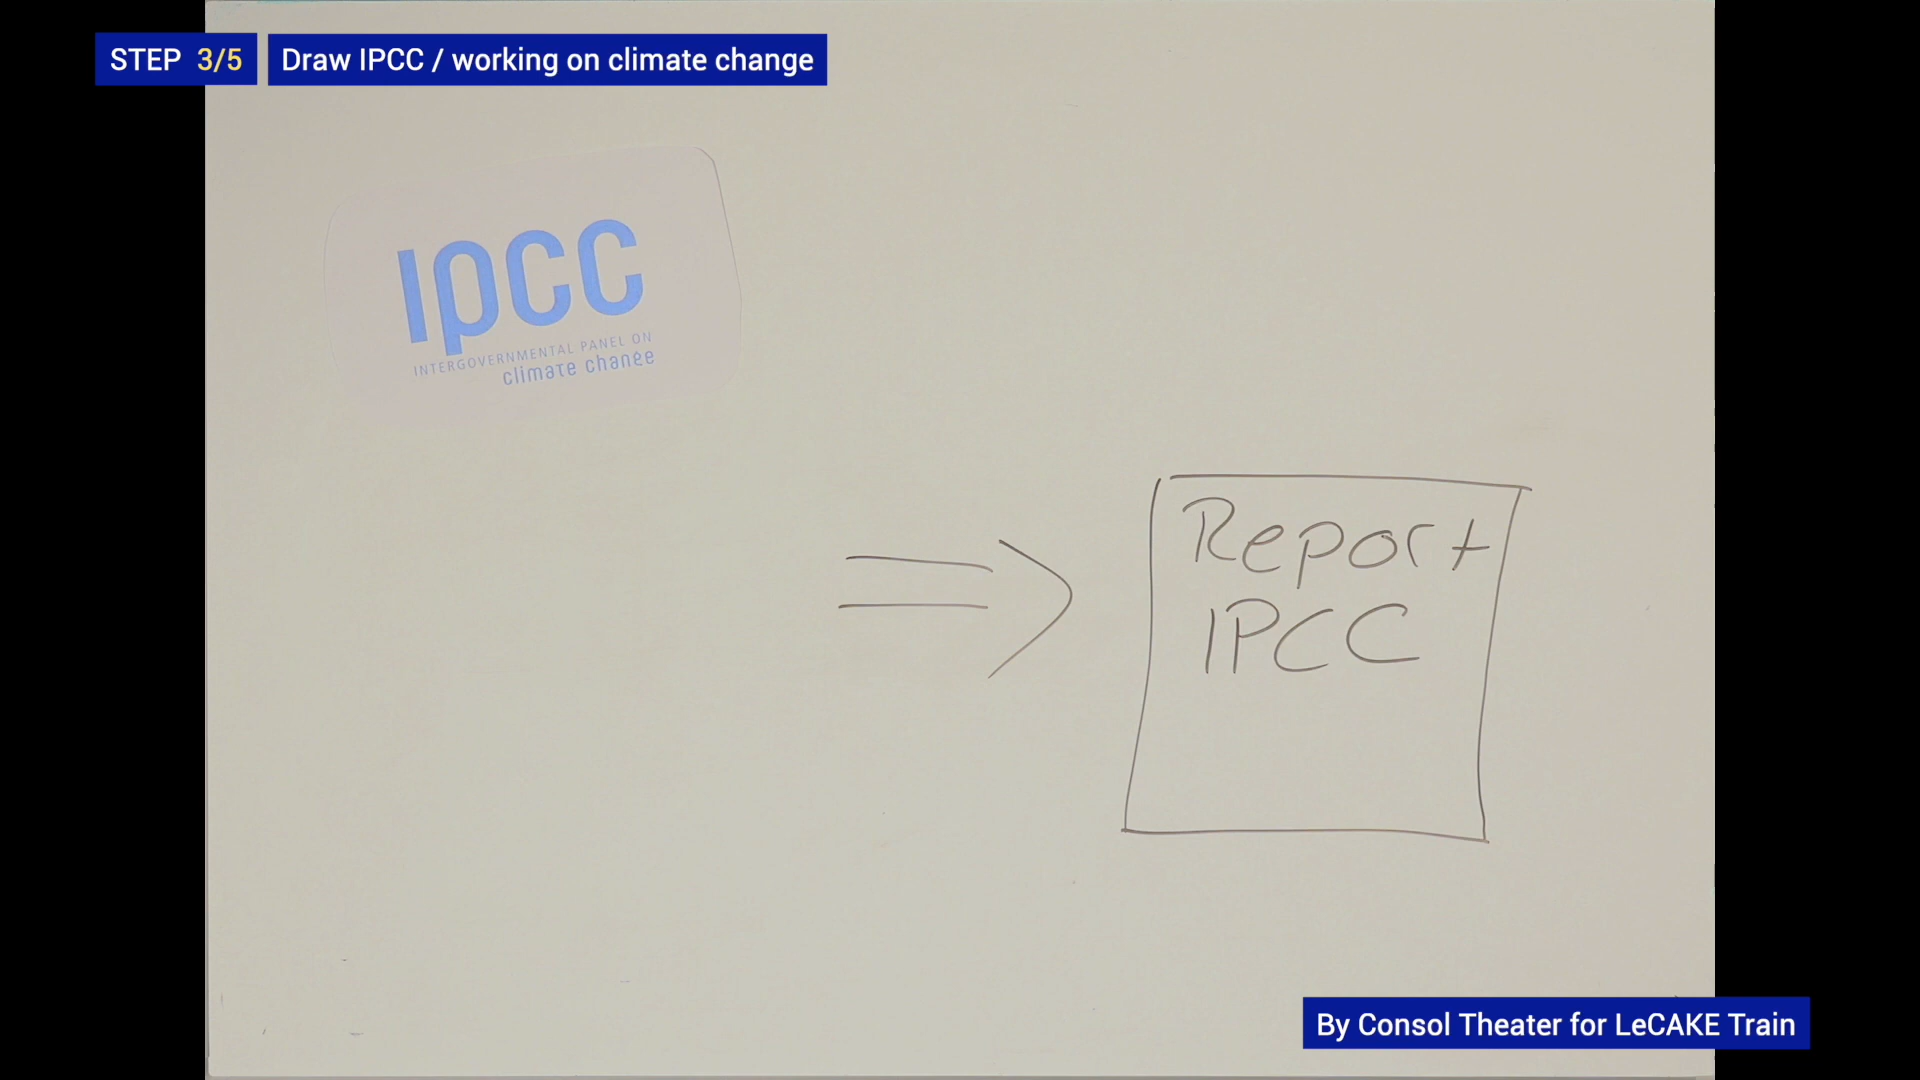 STEP 3/5 Draw IPCC / working on climate change
ipcc
INTERGOVERNMENTAL PANEL ON
climate change
Report
IPCC
By Consol Theater for LeCAKE Train